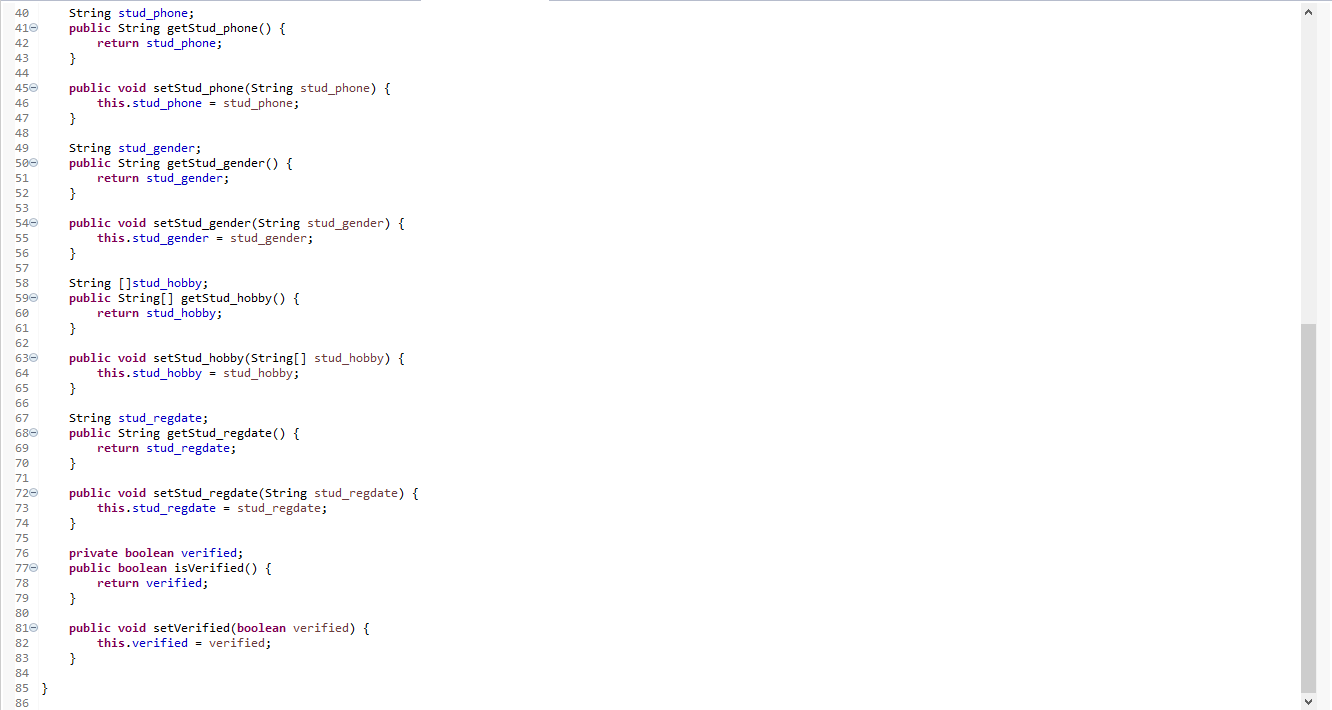 40    String stud_phone;
41    public String getStud_phone() {
42        return stud_phone;
43    }
44
45    public void setStud_phone(String stud_phone) {
46        this.stud_phone = stud_phone;
47    }
48
49    String stud_gender;
50    public String getStud_gender() {
51        return stud_gender;
52    }
53
54    public void setStud_gender(String stud_gender) {
55        this.stud_gender = stud_gender;
56    }
57
58    String []stud_hobby;
59    public String[] getStud_hobby() {
60        return stud_hobby;
61    }
62
63    public void setStud_hobby(String[] stud_hobby) {
64        this.stud_hobby = stud_hobby;
65    }
66
67    String stud_regdate;
68    public String getStud_regdate() {
69        return stud_regdate;
70    }
71
72    public void setStud_regdate(String stud_regdate) {
73        this.stud_regdate = stud_regdate;
74    }
75
76    private boolean verified;
77    public boolean isVerified() {
78        return verified;
79    }
80
81    public void setVerified(boolean verified) {
82        this.verified = verified;
83    }
84
85 }
86